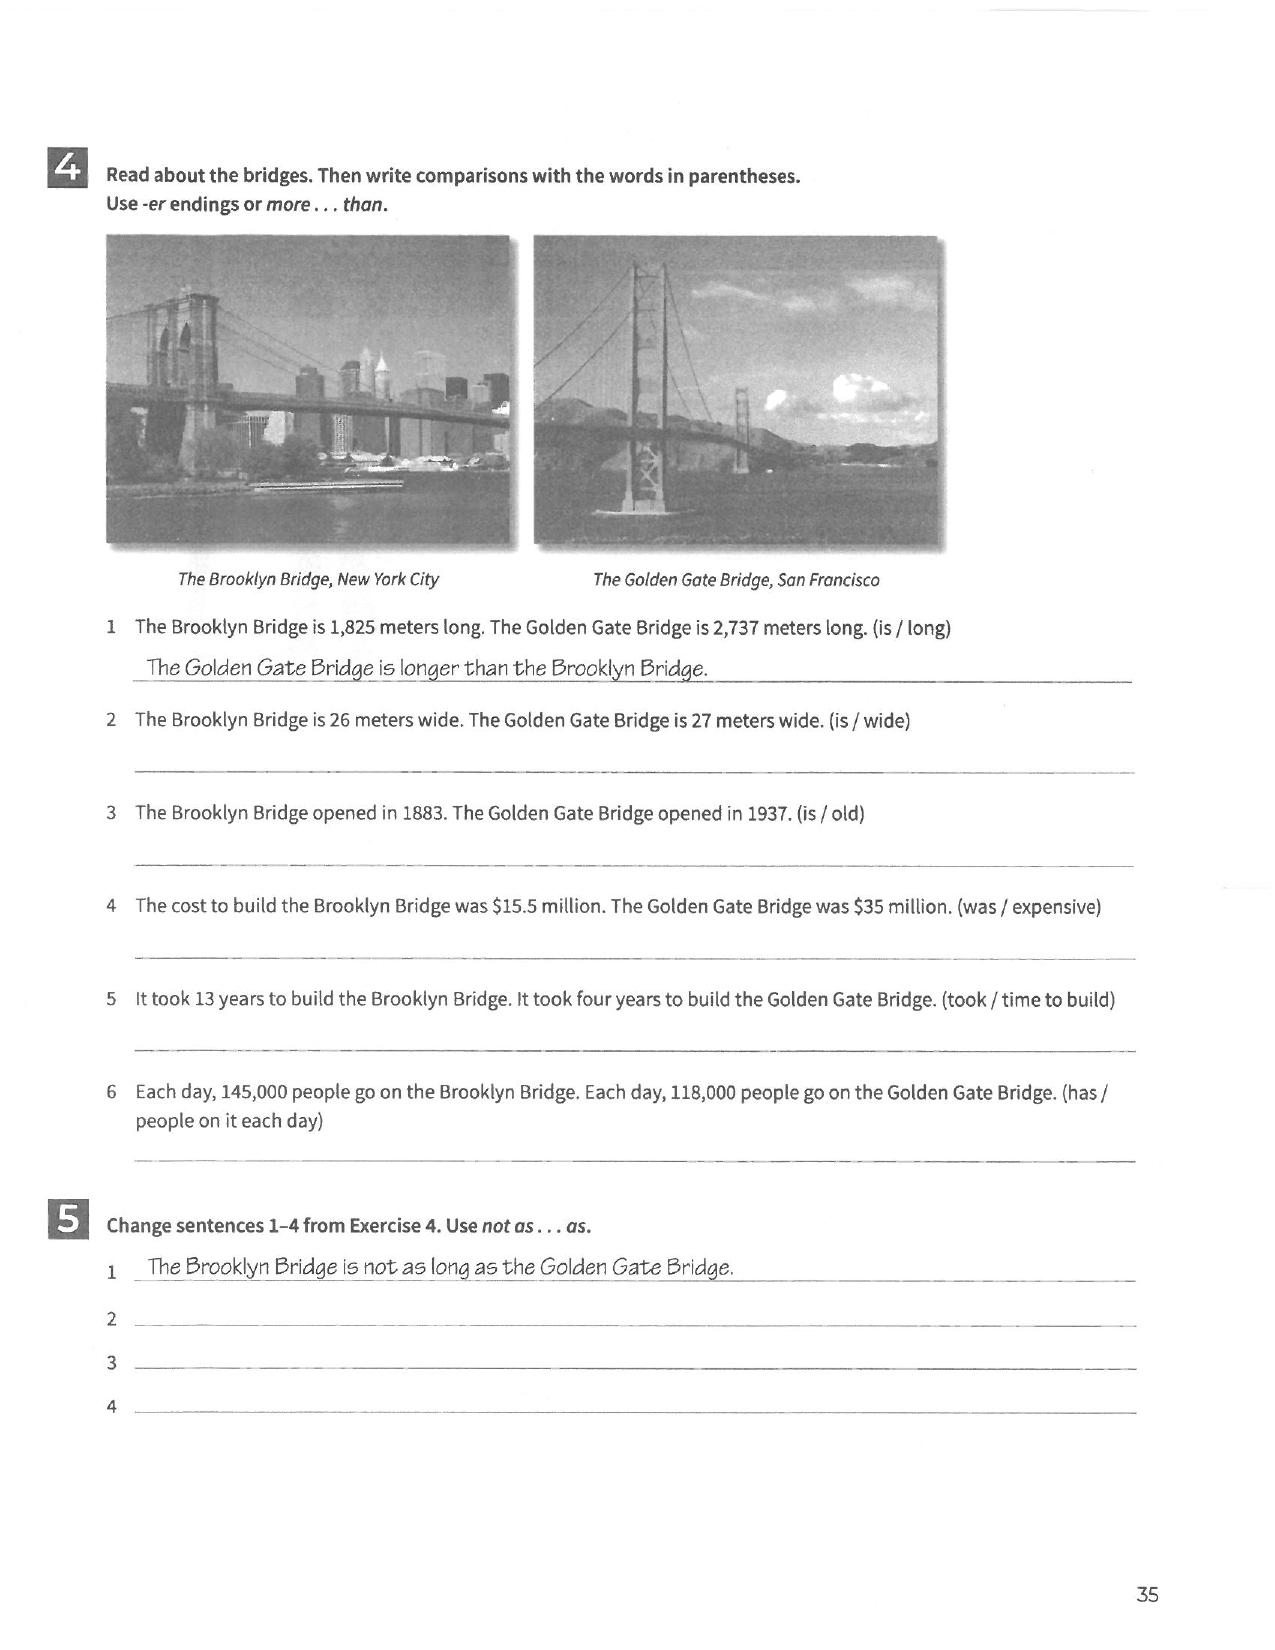 4 Read about the bridges. Then write comparisons with the words in parentheses.
Use -er endings or more . . . than.
The Brooklyn Bridge, New York City
The Golden Gate Bridge, San Francisco
1 The Brooklyn Bridge is 1,825 meters long. The Golden Gate Bridge is 2,737 meters long. (is / long)
The Golden Gate Bridge is longer than the Brooklyn Bridge.
2 The Brooklyn Bridge is 26 meters wide. The Golden Gate Bridge is 27 meters wide. (is / wide)
3 The Brooklyn Bridge opened in 1883. The Golden Gate Bridge opened in 1937. (is / old)
4 The cost to build the Brooklyn Bridge was $15.5 million. The Golden Gate Bridge was $35 million. (was / expensive)
5 It took 13 years to build the Brooklyn Bridge. It took four years to build the Golden Gate Bridge. (took / time to build)
6 Each day, 145,000 people go on the Brooklyn Bridge. Each day, 118,000 people go on the Golden Gate Bridge. (has /
people on it each day)
5 Change sentences 1–4 from Exercise 4. Use not as . . . as.
1 The Brooklyn Bridge is not as long as the Golden Gate Bridge.
2
3
4
35